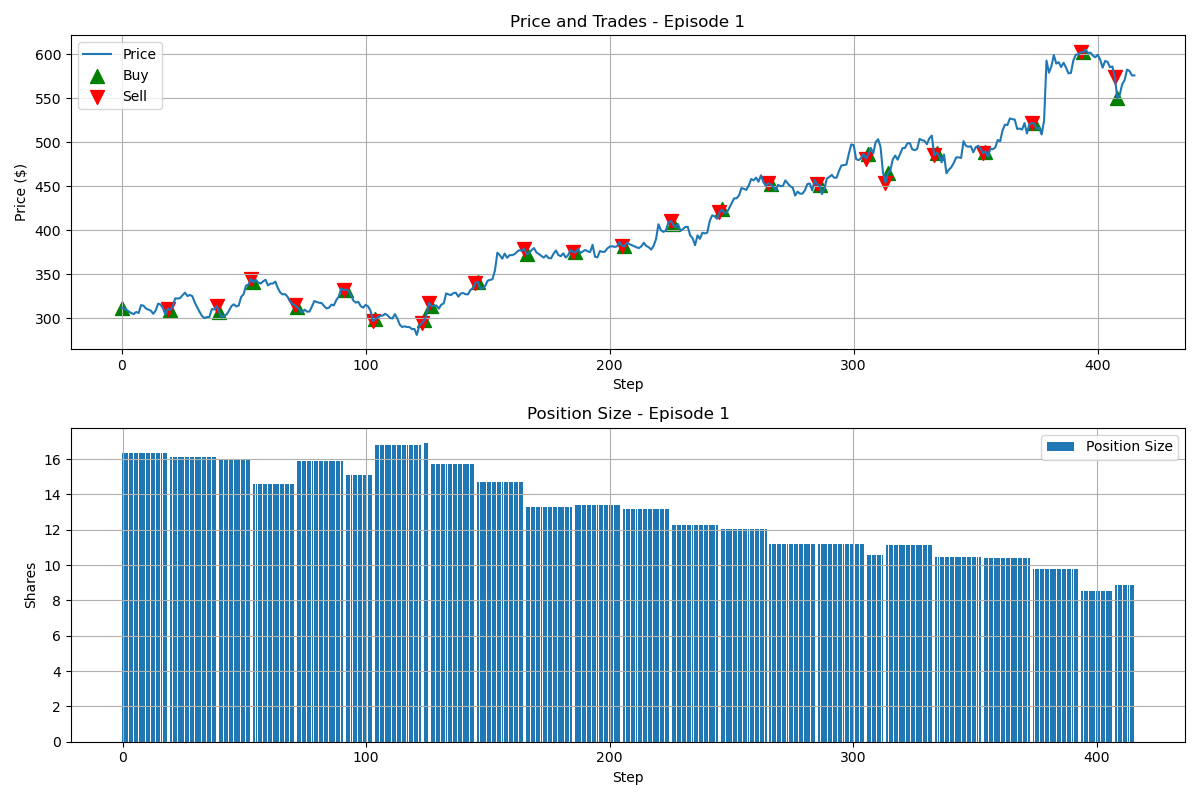 Price and Trades - Episode 1
Price ($)
600
550
500
450
400
350
300
Price
Buy
Sell
0 100 200 300 400
Step
Position Size - Episode 1
Shares
16
14
12
10
8
6
4
2
0
Position Size
0 100 200 300 400
Step